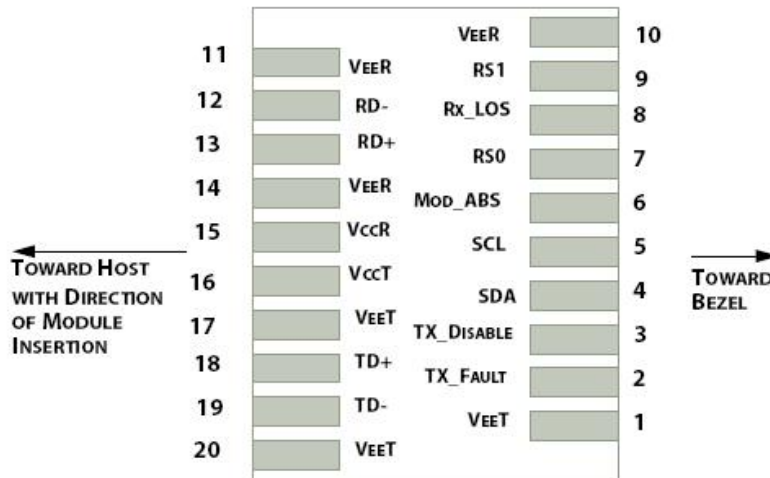 11 VEER
12 RD-
13 RD+
14 VEER
15 VCCR
16 VCCT
17 VEET
18 TD+
19 TD-
20 VEET
VEER 10
RS1 9
RX_LOS 8
RS0 7
MOD_ABS 6
SCL 5
SDA 4
TX_DISABLE 3
TX_FAULT 2
VEET 1
TOWARD HOST
WITH DIRECTION
OF MODULE
INSERTION
TOWARD
BEZEL